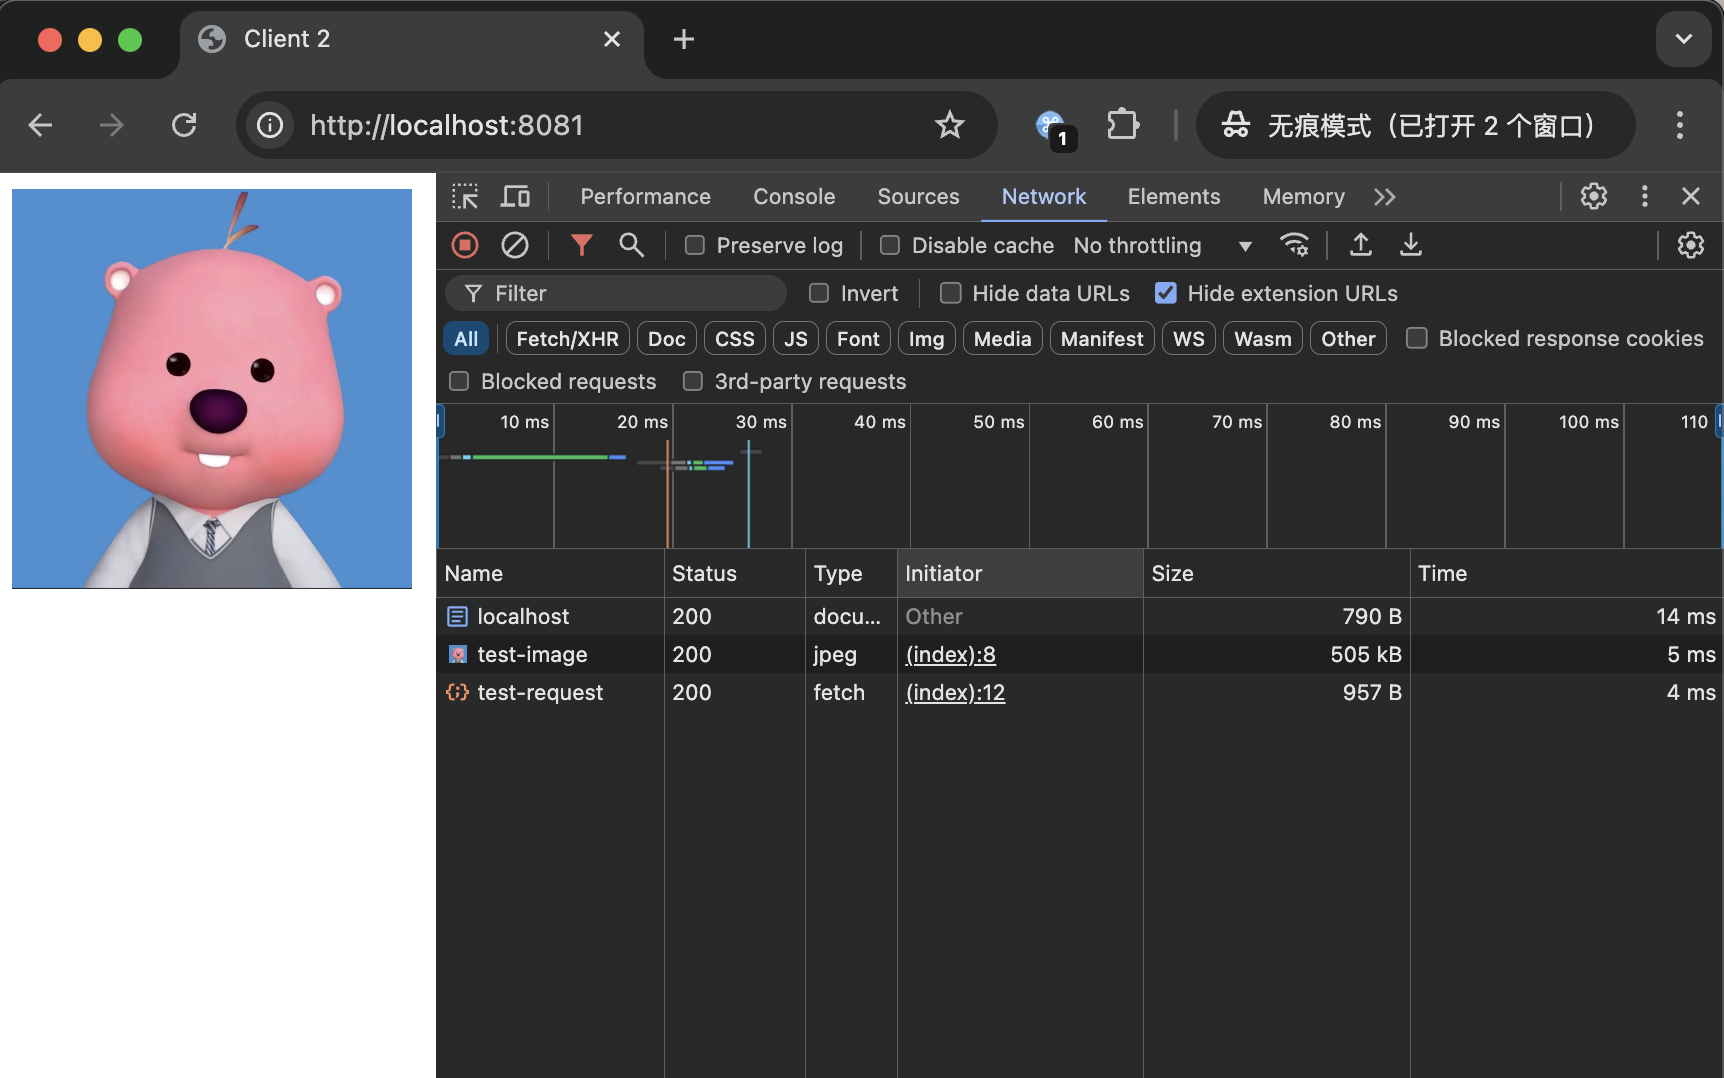 Client 2
http://localhost:8081
1
无痕模式（已打开 2 个窗口）
Performance Console Sources Network Elements Memory
Preserve log Disable cache No throttling
Filter Invert Hide data URLs Hide extension URLs
All Fetch/XHR Doc CSS JS Font Img Media Manifest WS Wasm Other Blocked response cookies
Blocked requests 3rd-party requests
10 ms 20 ms 30 ms 40 ms 50 ms 60 ms 70 ms 80 ms 90 ms 100 ms 110
Name Status Type Initiator Size Time
localhost 200 docu... Other 790 B 14 ms
test-image 200 jpeg (index):8 505 kB 5 ms
test-request 200 fetch (index):12 957 B 4 ms